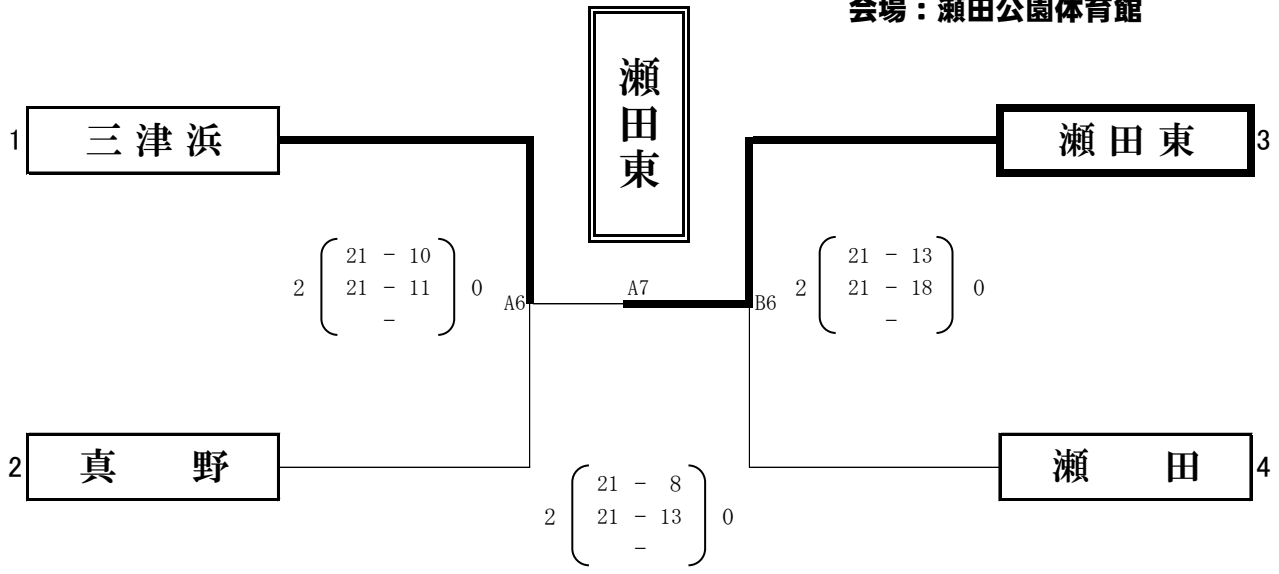 会場：瀬田公園体育館
瀬田東
1 三津浜
瀬田東 3
2 21 - 10 0
21 - 11
-
A6
A7
B6
2 21 - 13 0
21 - 18
-
2 真　野
瀬　田 4
2 21 - 8 0
21 - 13
-